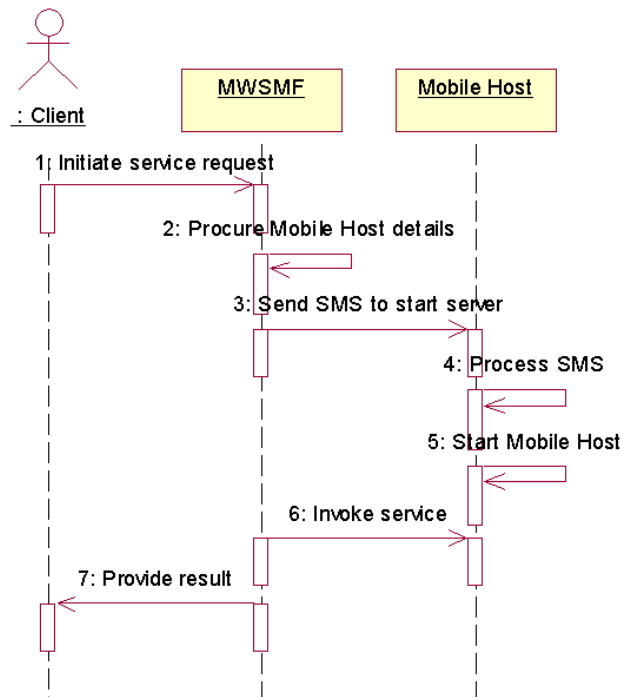 : Client
MWSMF
Mobile Host
1: Initiate service request
2: Procure Mobile Host details
3: Send SMS to start server
4: Process SMS
5: Start Mobile Host
6: Invoke service
7: Provide result